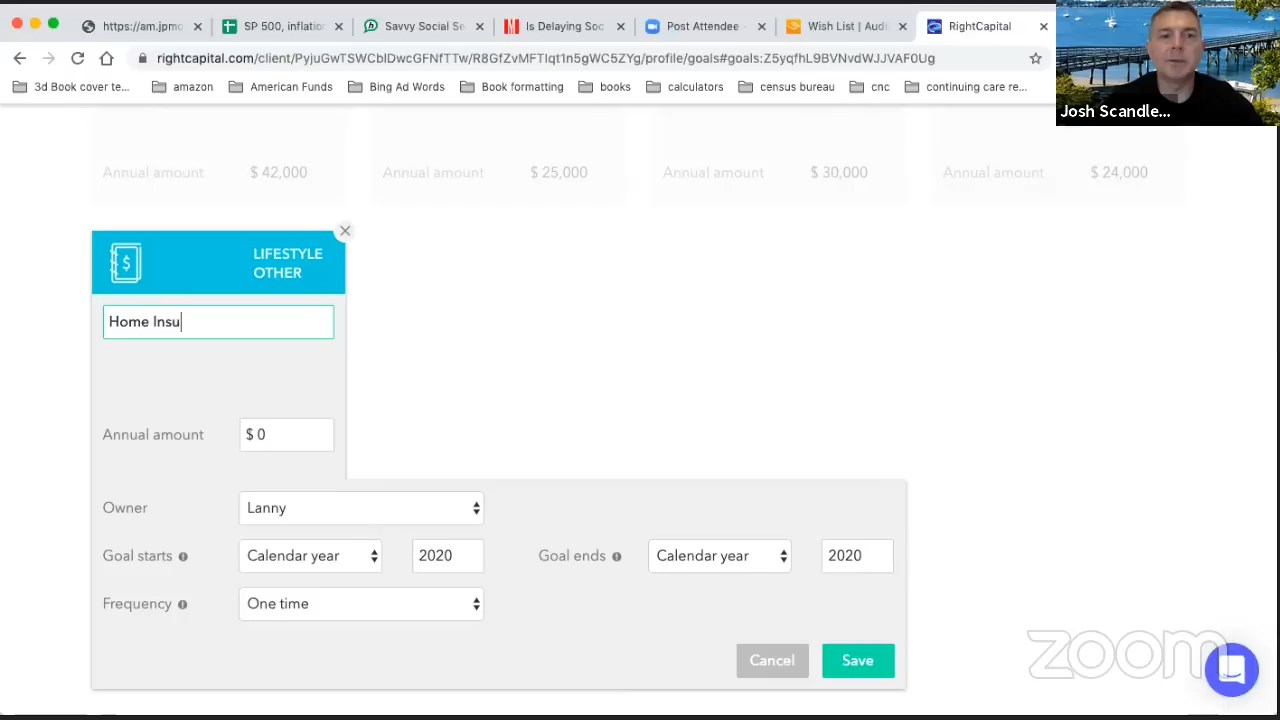 https://am.jpmo
SP 500, inflation
Savvy Social Se
Is Delaying Soc
Post Attendee -
Wish List | Audi
RightCapital
rightcapital.com/client/
/profile/goals#goals:
3d Book cover te...
amazon
American Funds
Bing Ad Words
Book formatting
books
calculators
census bureau
cnc
continuing care re...
Josh Scandle...
Annual amount $ 42,000
Annual amount $ 25,000
Annual amount $ 30,000
Annual amount $ 24,000
LIFESTYLE
OTHER
Home Insu
Annual amount $ 0
Owner Lanny
Goal starts Calendar year 2020 Goal ends Calendar year 2020
Frequency One time
Cancel Save
zoom